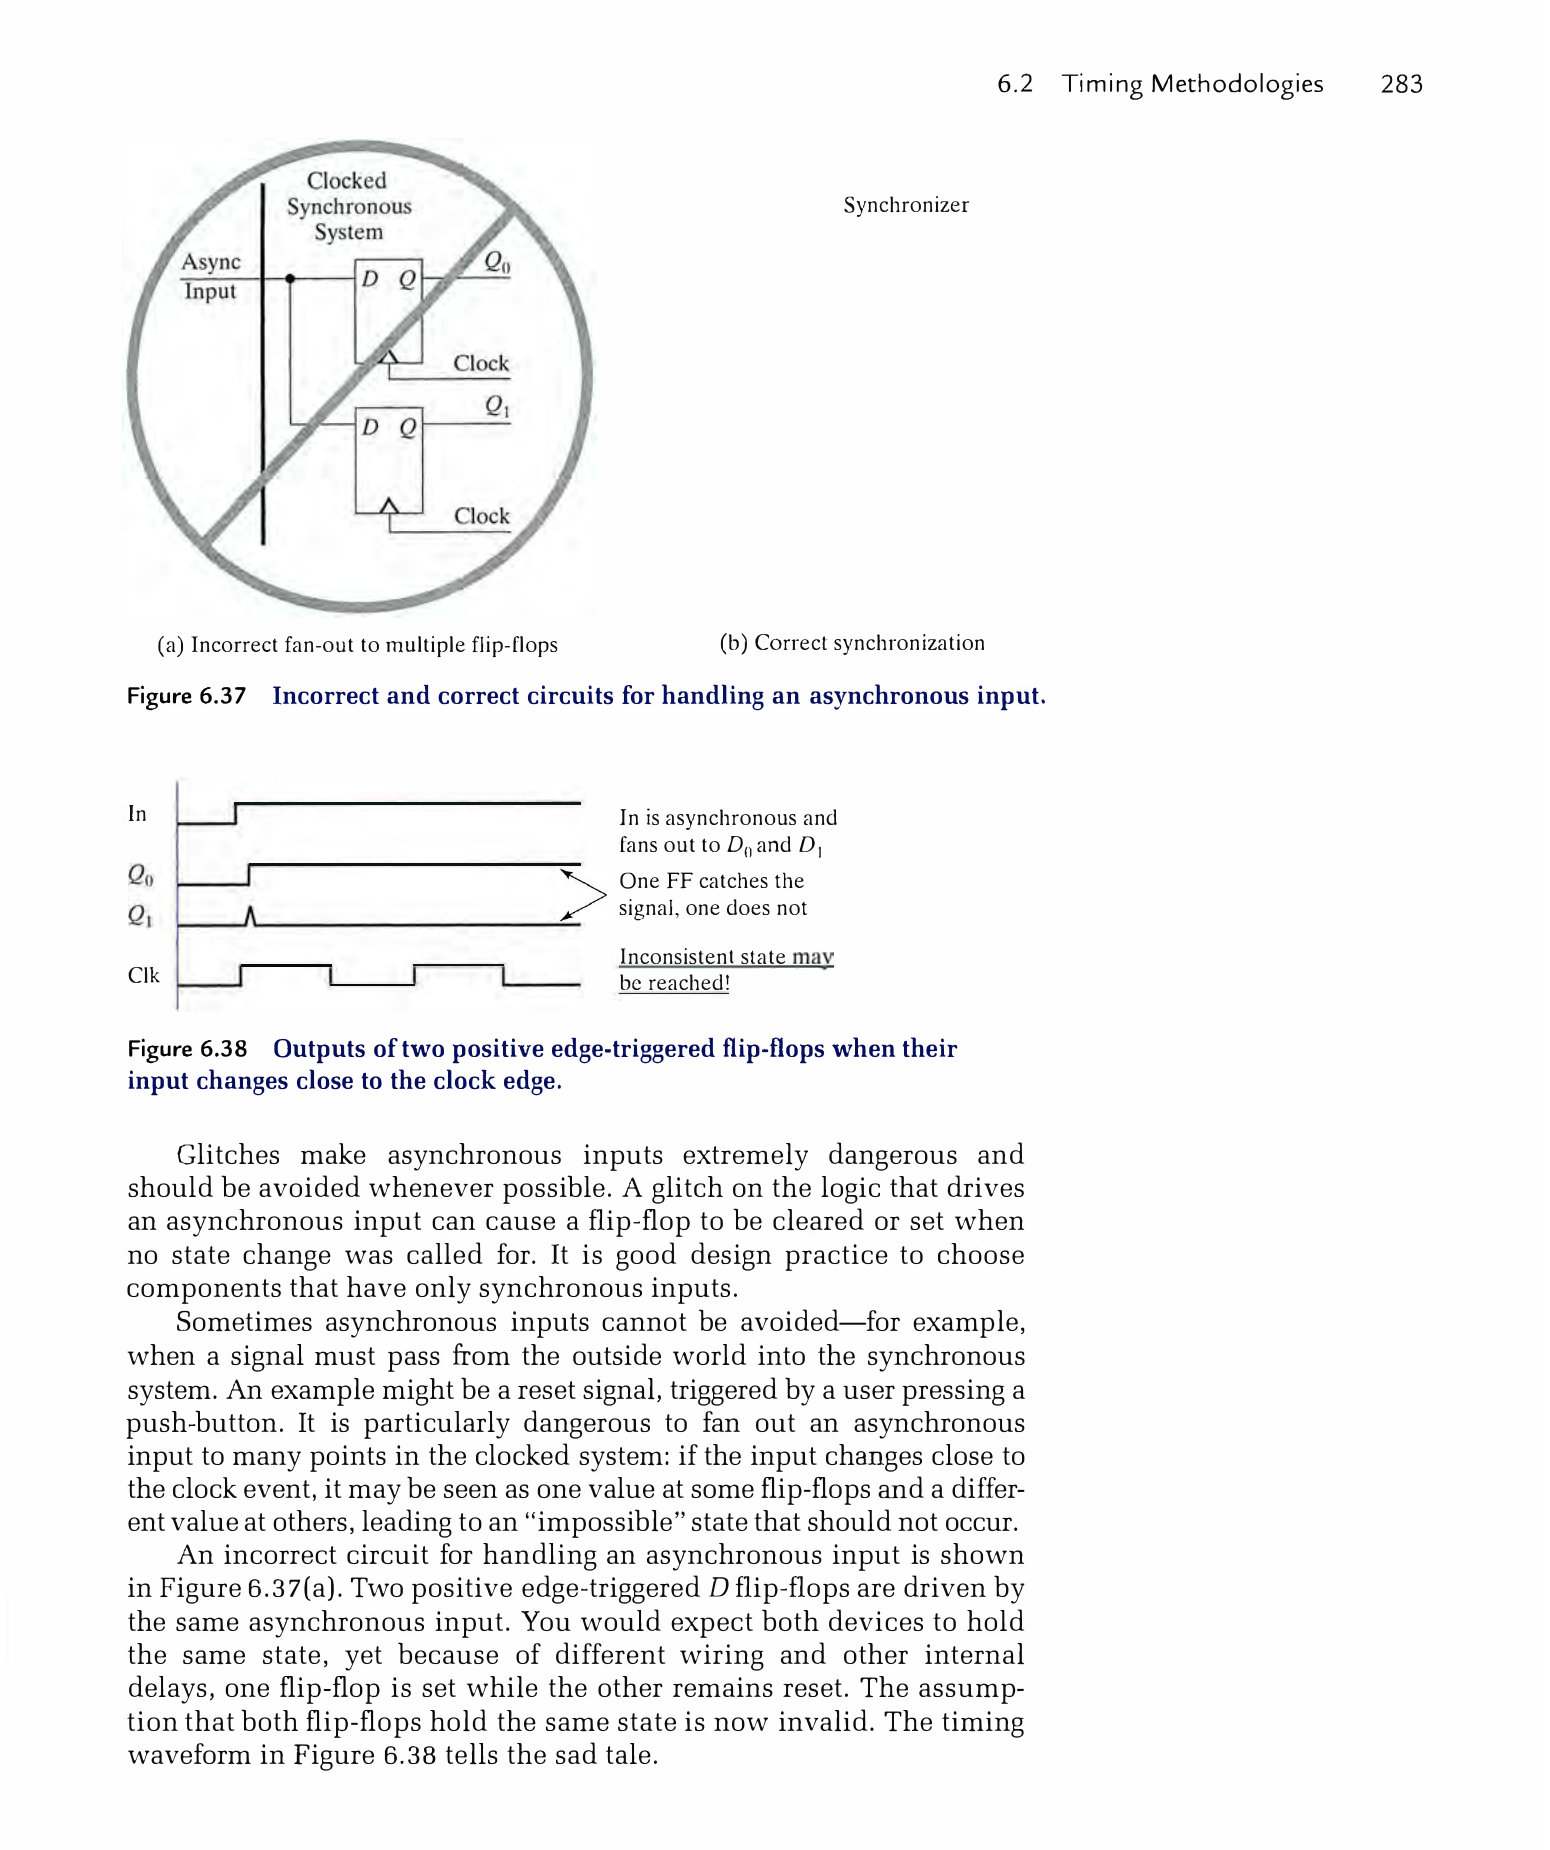 6.2 Timing Methodologies 283
Clocked
Synchronous
System
Async
Input
D Q
Q0
Clock
D Q
Q1
Clock
Synchronizer
(a) Incorrect fan-out to multiple flip-flops
(b) Correct synchronization
Figure 6.37 Incorrect and correct circuits for handling an asynchronous input.
In
Q0
Q1
Clk
In is asynchronous and
fans out to D0 and D1
One FF catches the
signal, one does not
Inconsistent state may
be reached!
Figure 6.38 Outputs of two positive edge-triggered flip-flops when their
input changes close to the clock edge.
Glitches make asynchronous inputs extremely dangerous and
should be avoided whenever possible. A glitch on the logic that drives
an asynchronous input can cause a flip-flop to be cleared or set when
no state change was called for. It is good design practice to choose
components that have only synchronous inputs.
Sometimes asynchronous inputs cannot be avoided—for example,
when a signal must pass from the outside world into the synchronous
system. An example might be a reset signal, triggered by a user pressing a
push-button. It is particularly dangerous to fan out an asynchronous
input to many points in the clocked system: if the input changes close to
the clock event, it may be seen as one value at some flip-flops and a differ-
ent value at others, leading to an “impossible” state that should not occur.
An incorrect circuit for handling an asynchronous input is shown
in Figure 6.37(a). Two positive edge-triggered D flip-flops are driven by
the same asynchronous input. You would expect both devices to hold
the same state, yet because of different wiring and other internal
delays, one flip-flop is set while the other remains reset. The assump-
tion that both flip-flops hold the same state is now invalid. The timing
waveform in Figure 6.38 tells the sad tale.